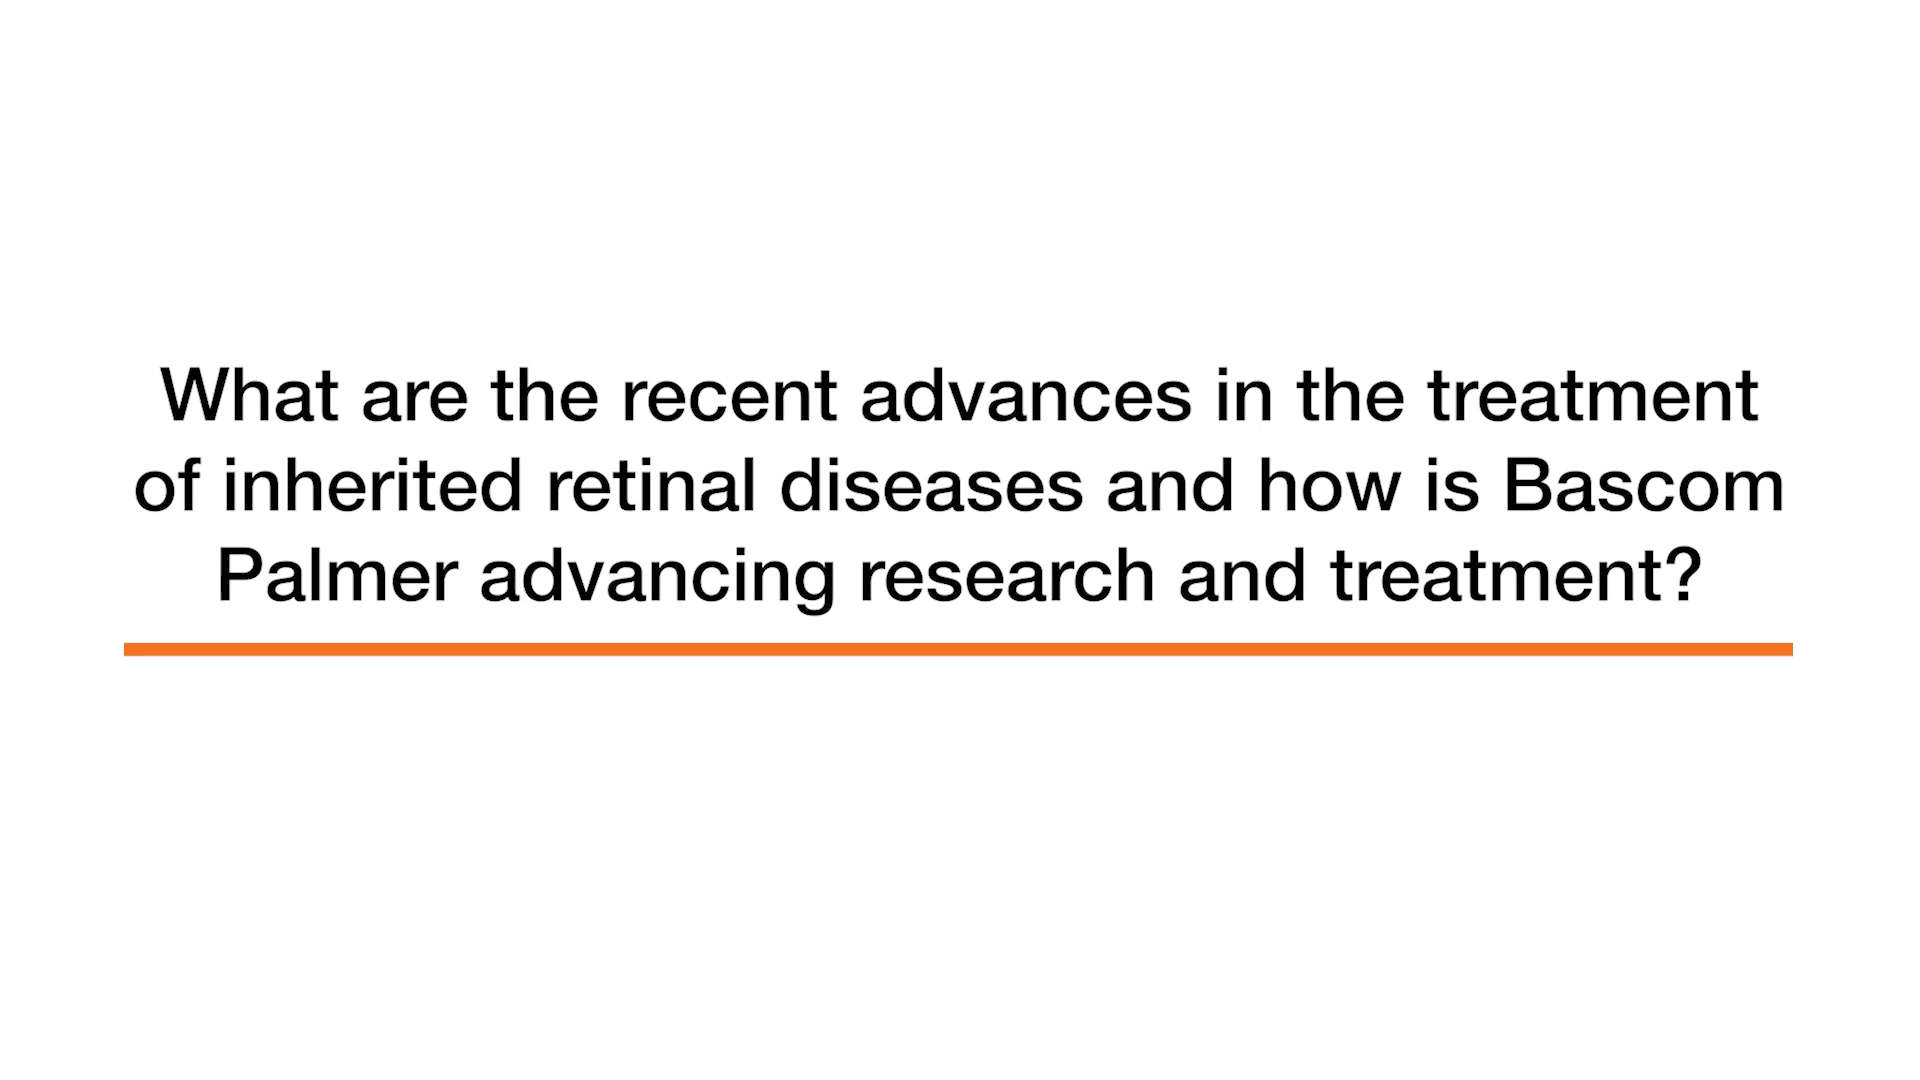 What are the recent advances in the treatment
of inherited retinal diseases and how is Bascom
Palmer advancing research and treatment?